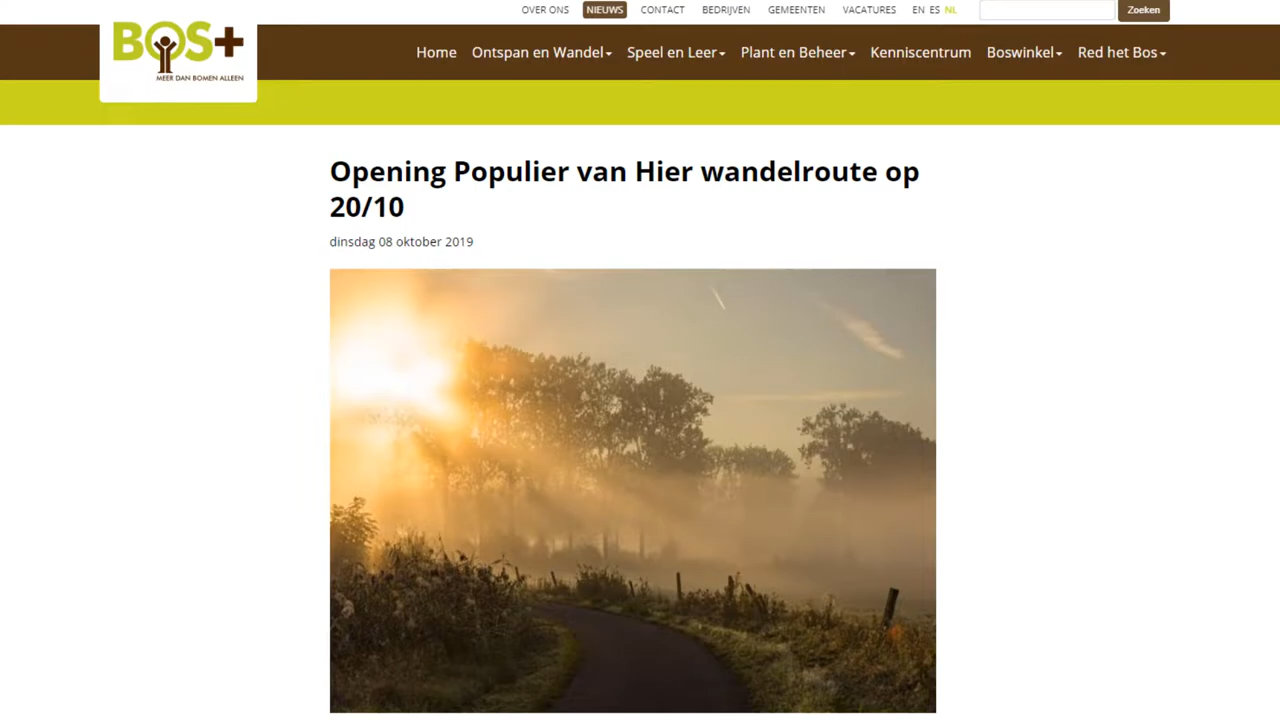 OVER ONS NIEUWS CONTACT BEDRIJVEN GEMEENTEN VACATURES EN ES NL Zoeken
BOS+
MEER DAN BOMEN ALLEEN
Home Ontspan en Wandel Speel en Leer Plant en Beheer Kenniscentrum Boswinkel Red het Bos
Opening Populier van Hier wandelroute op
20/10
dinsdag 08 oktober 2019